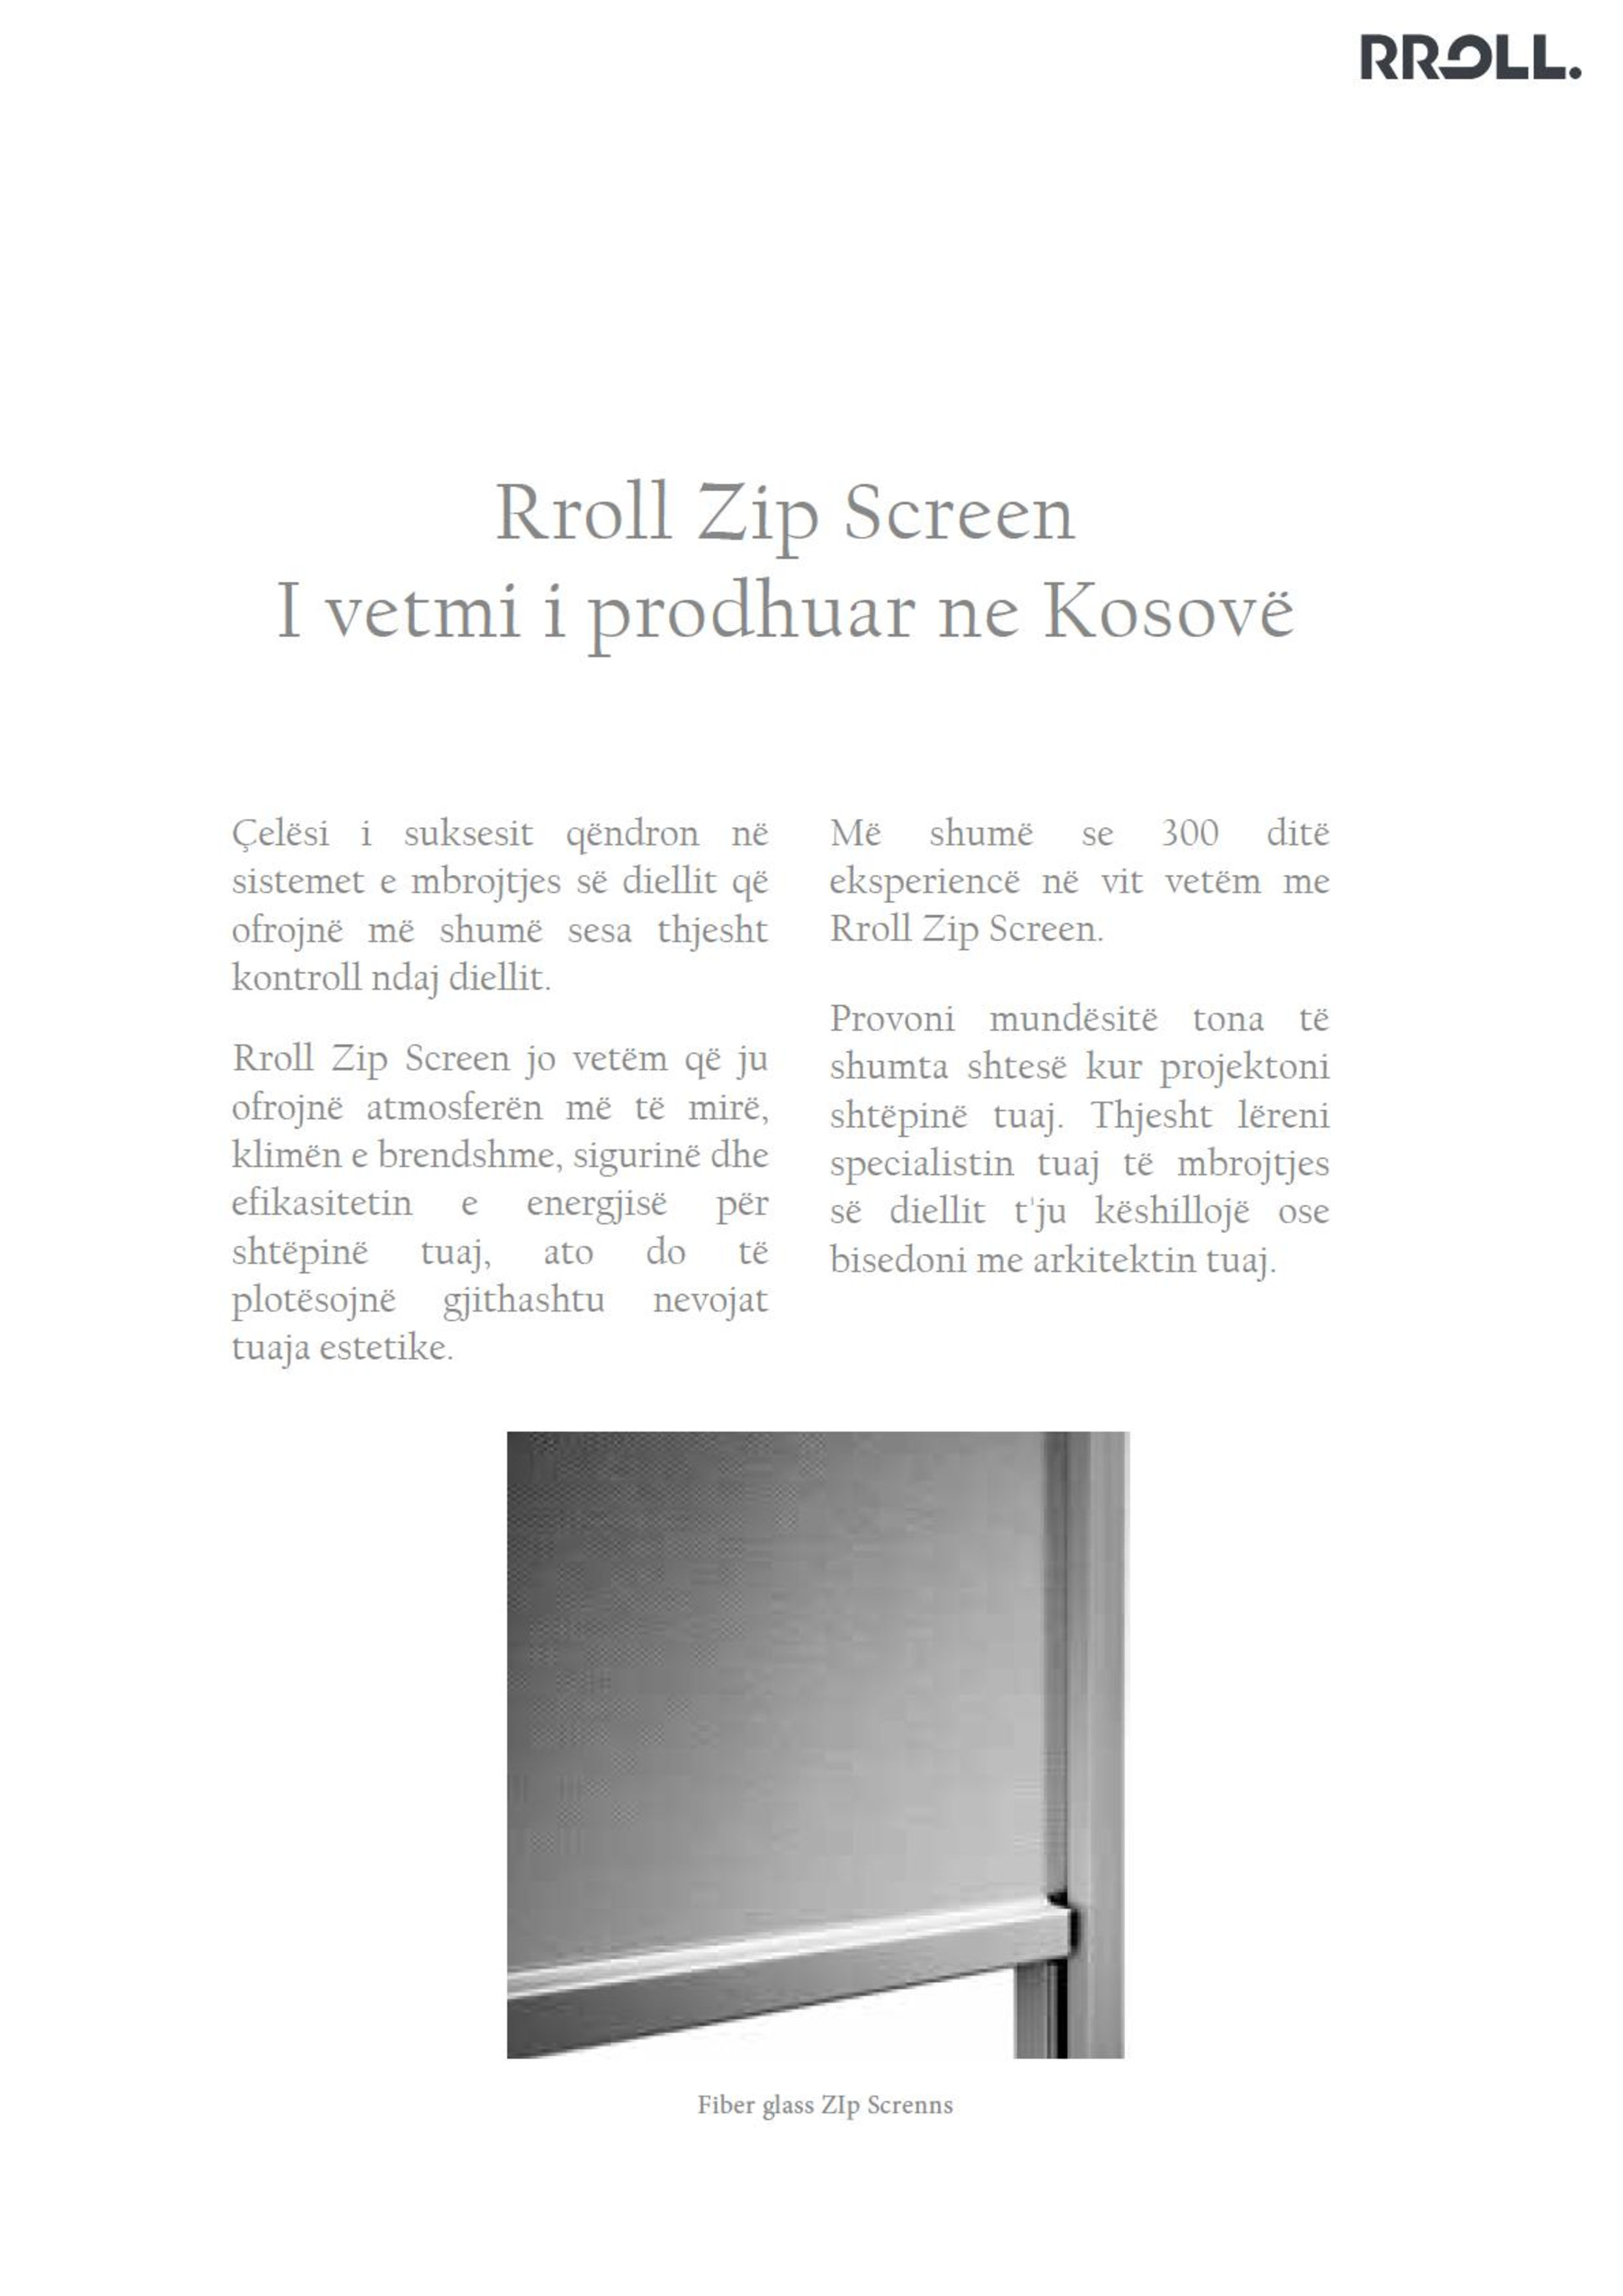 RROLL.
Rroll Zip Screen
I vetmi i prodhuar ne Kosovë
Çelësi i suksesit qëndron në
sistemet e mbrojtjes së diellit që
ofrojnë më shumë sesa thjesht
kontroll ndaj diellit.
Rroll Zip Screen jo vetëm që ju
ofrojnë atmosferën më të mirë,
klimën e brendshme, sigurinë dhe
efikasitetin e energjisë për
shtëpinë tuaj, ato do të
plotësojnë gjithashtu nevojat
tuaja estetike.
Më shumë se 300 ditë
eksperiencë në vit vetëm me
Rroll Zip Screen.
Provoni mundësitë tona të
shumta shtesë kur projektoni
shtëpinë tuaj. Thjesht lëreni
specialistin tuaj të mbrojtjes
së diellit t'ju këshillojë ose
bisedoni me arkitektin tuaj.
Fiber glass ZIp Screnns